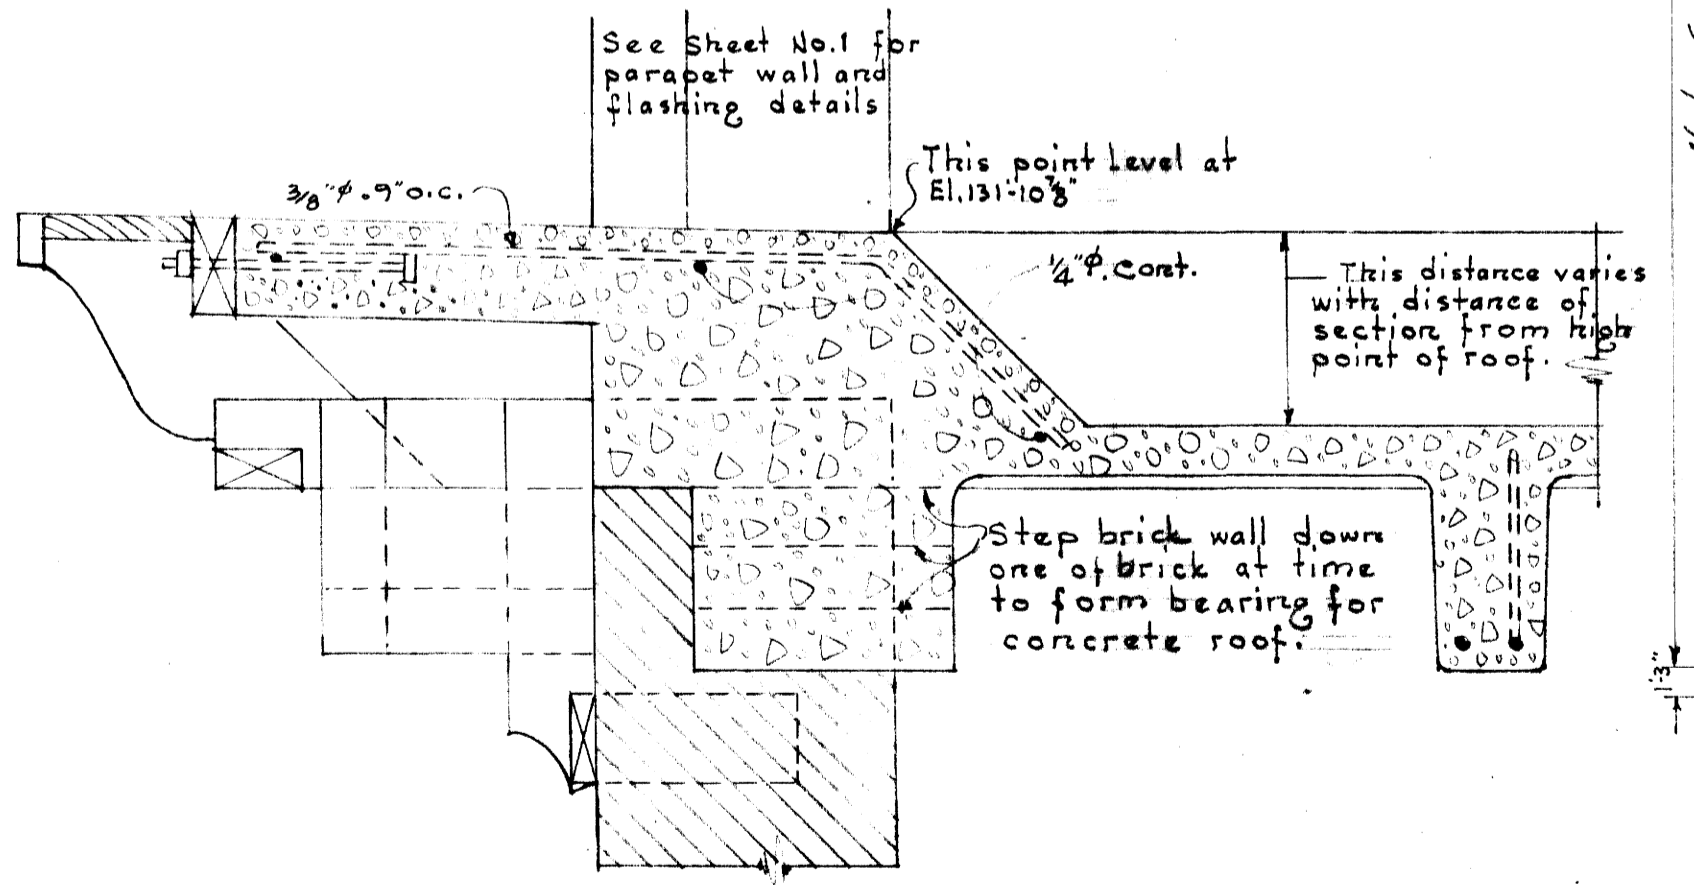 See Sheet No.1 for
parapet wall and
flashing details
This point Level at
El.131'-10⅞"
3/8"φ.9"o.c.
1/4"φ.cont.
This distance varies
with distance of
section from high
point of roof.
Step brick wall down
one of brick at time
to form bearing for
concrete roof.
1'-3"